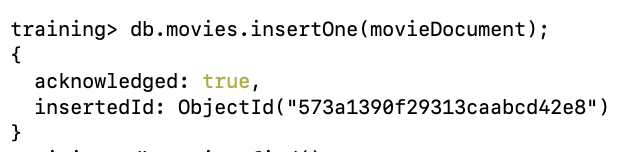 training> db.movies.insertOne(movieDocument);
{
  acknowledged: true,
  insertedId: ObjectId("573a1390f29313caabcd42e8")
}